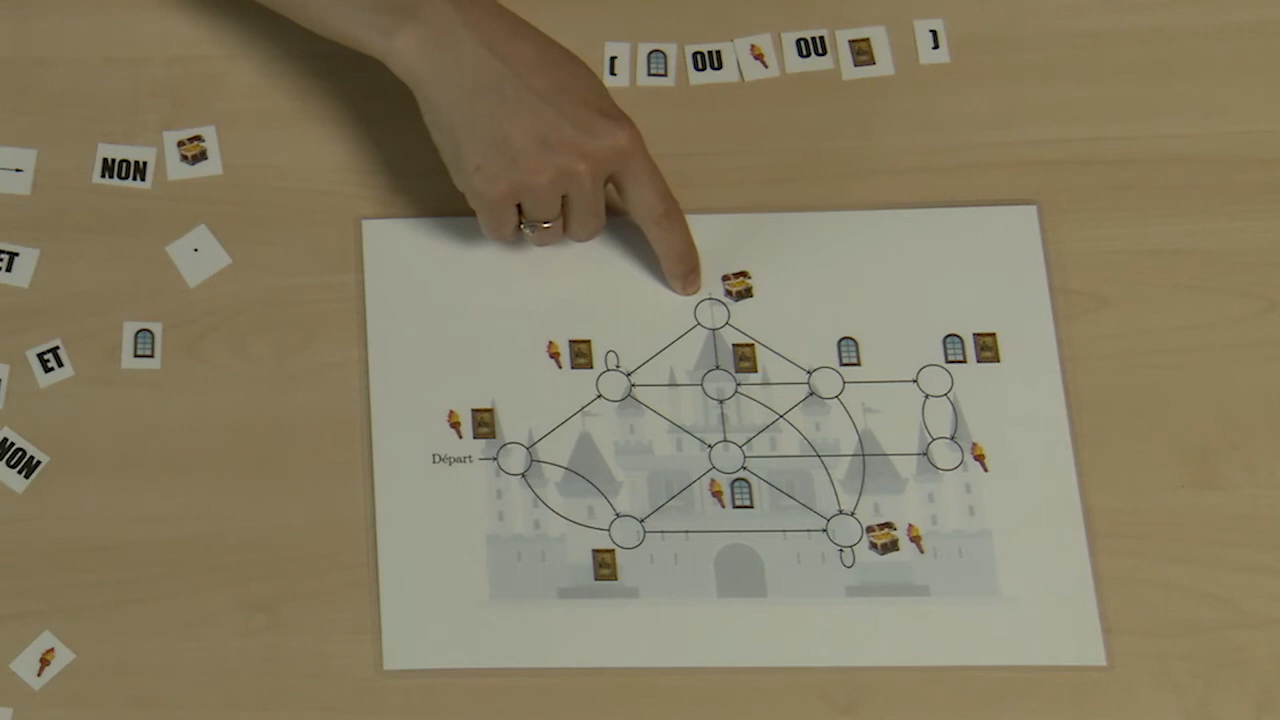 ( OU OU )
NON
ET
ET
NON
Départ